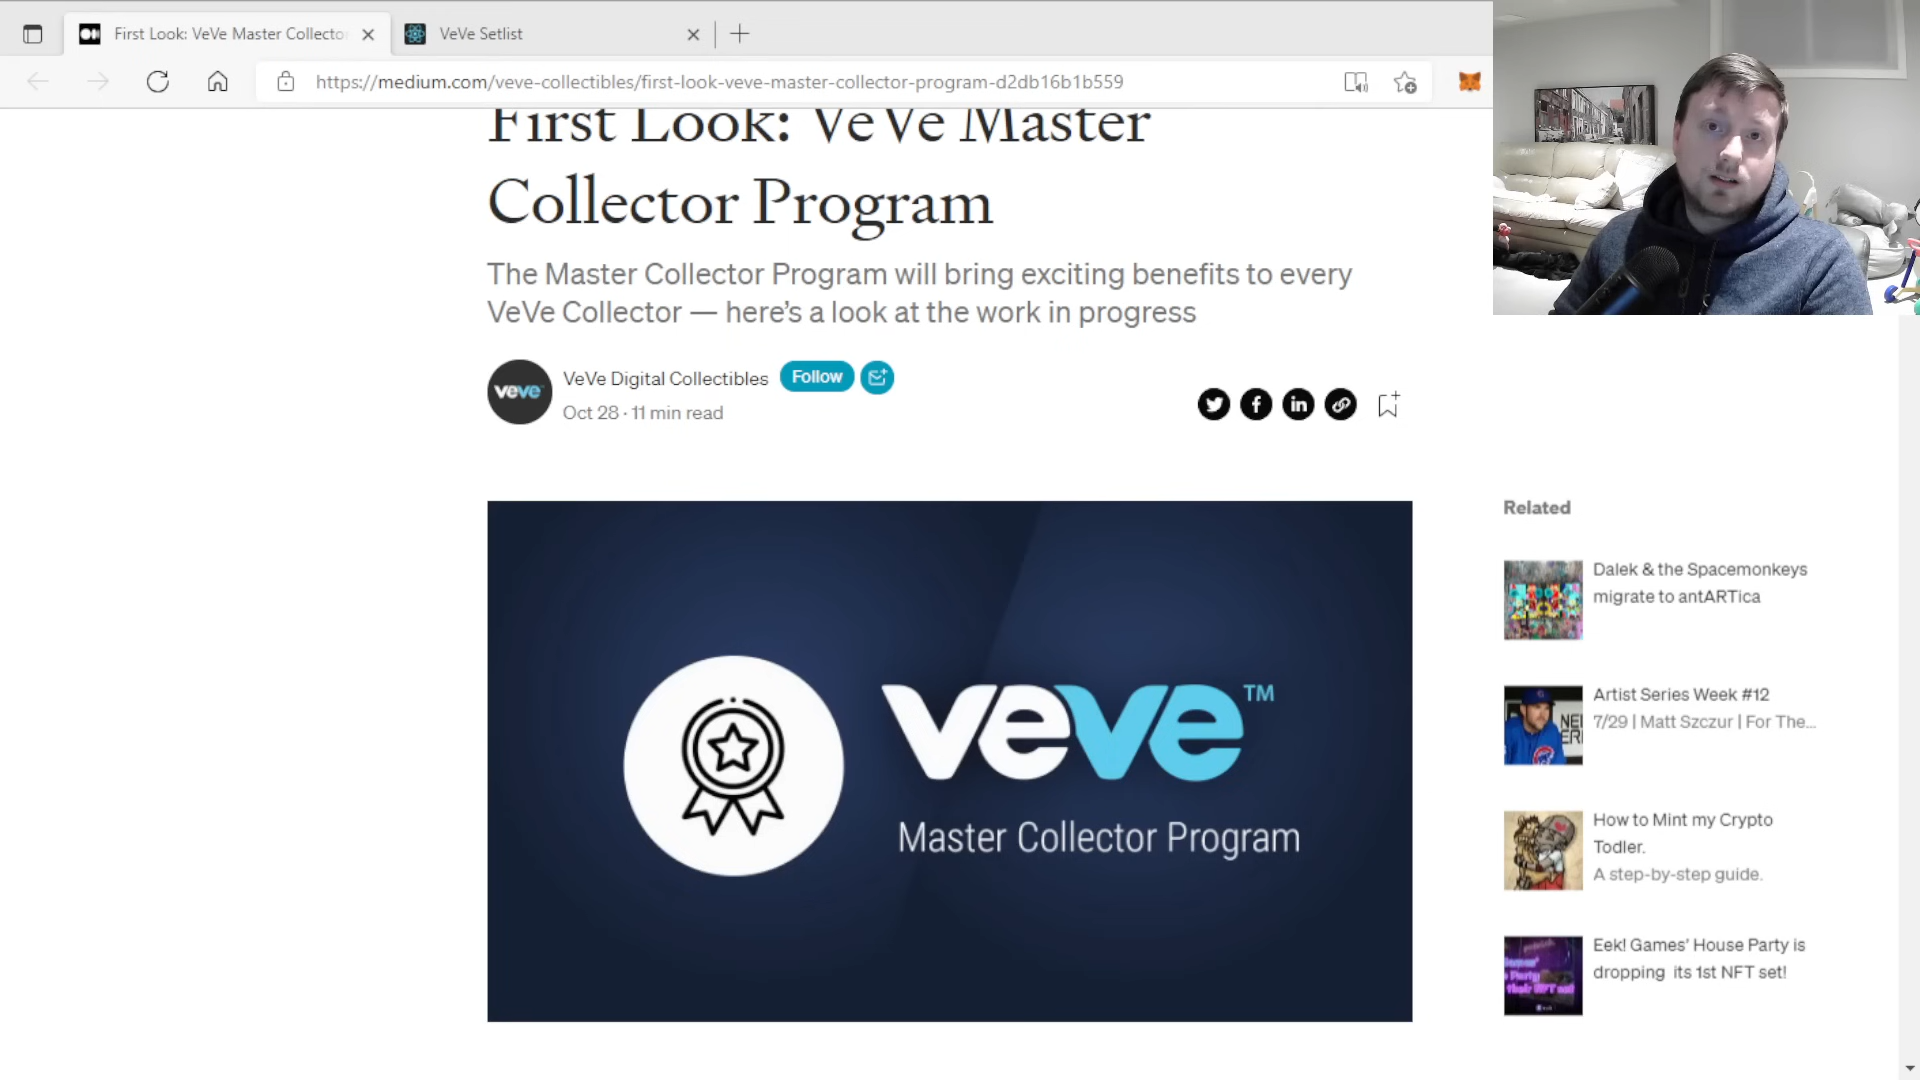 First Look: VeVe Master Collector
VeVe Setlist
https://medium.com/veve-collectibles/first-look-veve-master-collector-program-d2db16b1b559
First Look: VeVe Master
Collector Program
The Master Collector Program will bring exciting benefits to every
VeVe Collector — here's a look at the work in progress
veve
VeVe Digital Collectibles
Follow
Oct 28 · 11 min read
veve™
Master Collector Program
Related
Dalek & the Spacemonkeys
migrate to antARTica
Artist Series Week #12
7/29 | Matt Szczur | For The...
How to Mint my Crypto
Todler.
A step-by-step guide.
Eek! Games' House Party is
dropping its 1st NFT set!